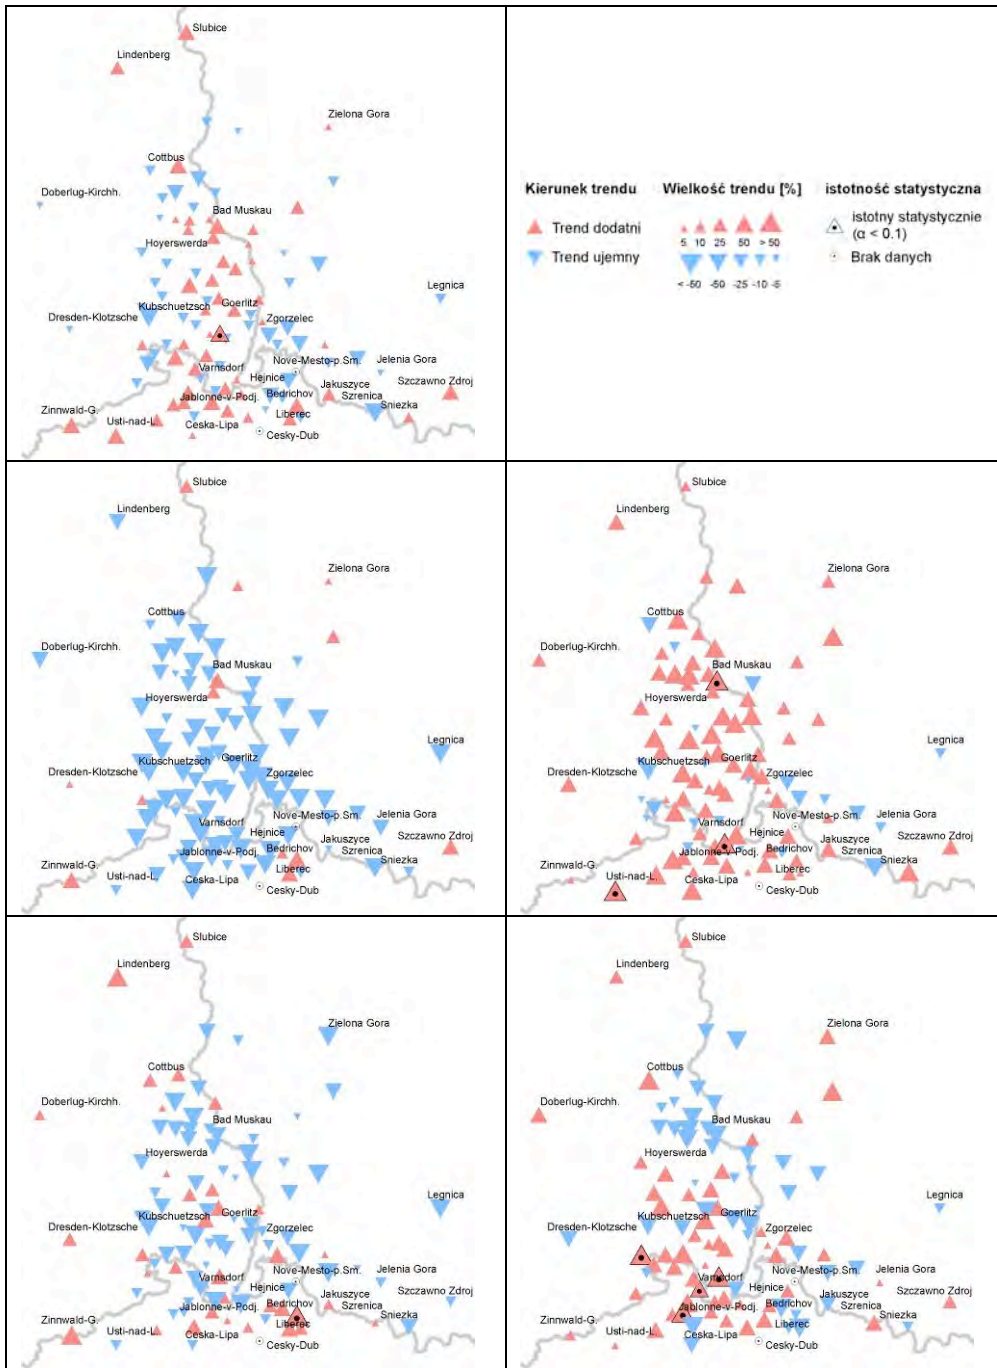 Slubice
Lindenberg
Zielona Gora
Cottbus
Doberlug-Kirchh.
Bad Muskau
Hoyerswerda
Legnica
Kubschuetzsch
Goerlitz
Dresden-Klotzsche
Zgorzelec
Nove-Mesto-p.Sm.
Jelenia Gora
Varnsdorf
Hejnice
Jakuszyce
Szczawno Zdroj
Jablonne-v-Podj.
Bedrichov
Szrenica
Zinnwald-G.
Liberec
Sniezka
Usti-nad-L.
Ceska-Lipa
Cesky-Dub
Kierunek trendu
Trend dodatni
Trend ujemny
Wielkość trendu [%]
5 10 25 50 > 50
< -50 -50 -25 -10 -5
istotność statystyczna
istotny statystycznie
(α < 0.1)
Brak danych
Slubice
Lindenberg
Zielona Gora
Cottbus
Doberlug-Kirchh.
Bad Muskau
Hoyerswerda
Legnica
Kubschuetzsch
Goerlitz
Dresden-Klotzsche
Zgorzelec
Nove-Mesto-p.Sm.
Jelenia Gora
Varnsdorf
Hejnice
Jakuszyce
Szczawno Zdroj
Jablonne-v-Podj.
Bedrichov
Szrenica
Zinnwald-G.
Liberec
Sniezka
Usti-nad-L.
Ceska-Lipa
Cesky-Dub
Slubice
Lindenberg
Zielona Gora
Cottbus
Doberlug-Kirchh.
Bad Muskau
Hoyerswerda
Legnica
Kubschuetzsch
Goerlitz
Dresden-Klotzsche
Zgorzelec
Nove-Mesto-p.Sm.
Jelenia Gora
Varnsdorf
Hejnice
Jakuszyce
Szczawno Zdroj
Jablonne-v-Podj.
Bedrichov
Szrenica
Zinnwald-G.
Liberec
Sniezka
Usti-nad-L.
Ceska-Lipa
Cesky-Dub
Slubice
Lindenberg
Zielona Gora
Cottbus
Doberlug-Kirchh.
Bad Muskau
Hoyerswerda
Legnica
Kubschuetzsch
Goerlitz
Dresden-Klotzsche
Zgorzelec
Nove-Mesto-p.Sm.
Jelenia Gora
Varnsdorf
Hejnice
Jakuszyce
Szczawno Zdroj
Jablonne-v-Podj.
Bedrichov
Szrenica
Zinnwald-G.
Liberec
Sniezka
Usti-nad-L.
Ceska-Lipa
Cesky-Dub
Slubice
Lindenberg
Zielona Gora
Cottbus
Doberlug-Kirchh.
Bad Muskau
Hoyerswerda
Legnica
Kubschuetzsch
Goerlitz
Dresden-Klotzsche
Zgorzelec
Nove-Mesto-p.Sm.
Jelenia Gora
Varnsdorf
Hejnice
Jakuszyce
Szczawno Zdroj
Jablonne-v-Podj.
Bedrichov
Szrenica
Zinnwald-G.
Liberec
Sniezka
Usti-nad-L.
Ceska-Lipa
Cesky-Dub